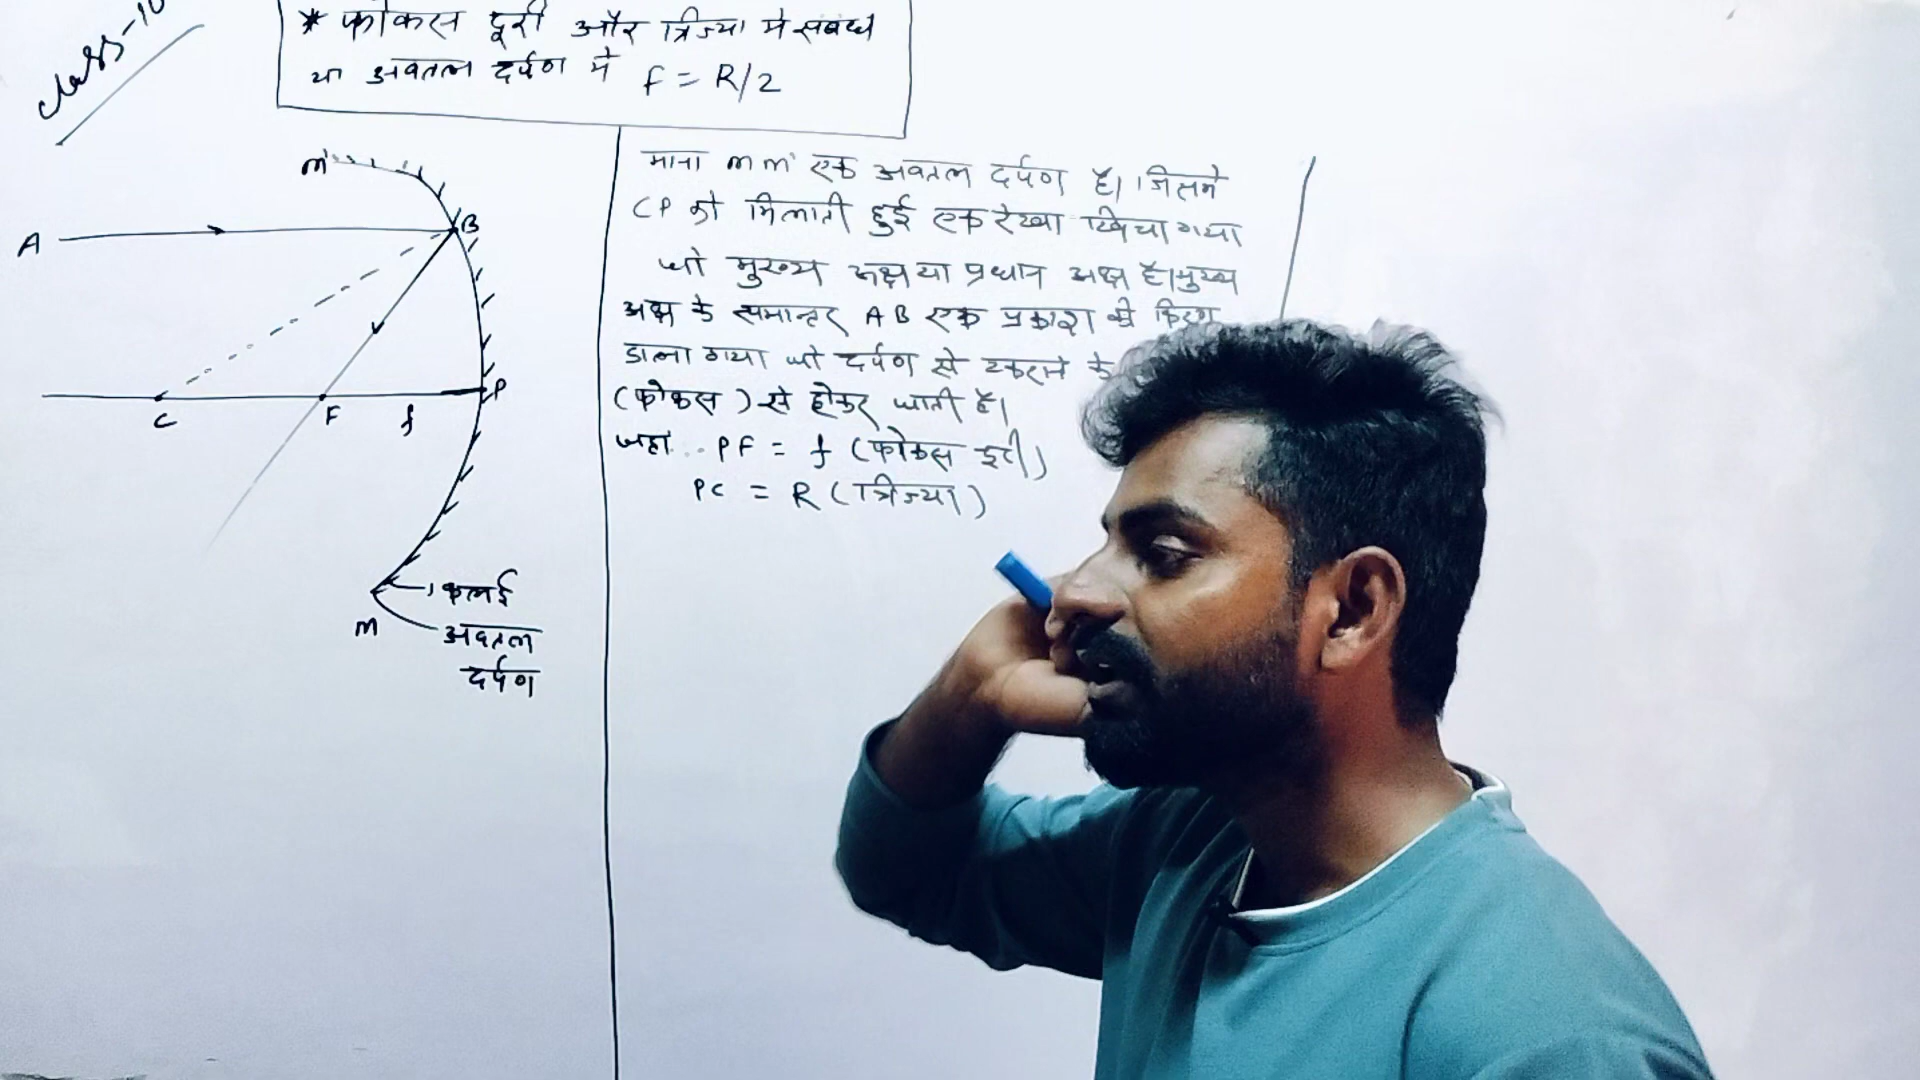 class-10
* फोकस दूरी और त्रिज्या में संबंध
या अवतल दर्पण में f = R/2
m'
A
B
C
F
f
P
M
कलई
अवतल
दर्पण
माना mm' एक अवतल दर्पण है। जिसमे
CP को मिलाती हुई एक रेखा खिचा गया
जो मुख्य अक्ष या प्रधान अक्ष है। मुख्य
अक्ष के समान्तर AB एक प्रकाश की किरण
डाला गया जो दर्पण से टकराने के
(फोकस) से होकर जाती है।
जहा.. PF = f (फोकस दुरी)
PC = R (त्रिज्या)